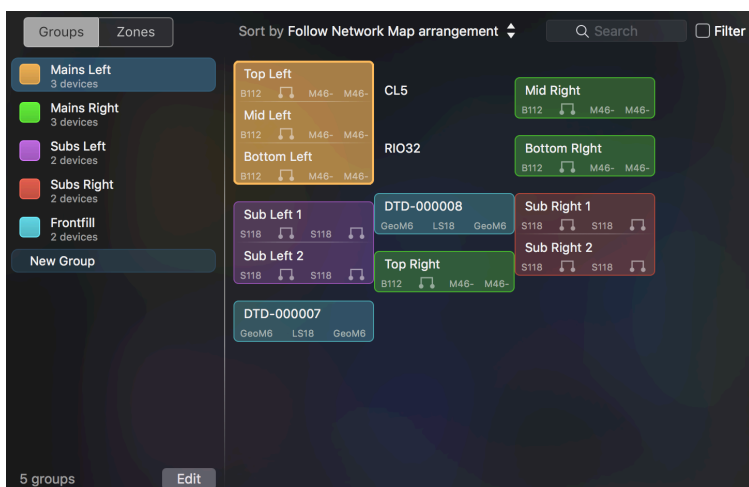 Groups
Zones
Sort by Follow Network Map arrangement
Search
Filter
Mains Left
3 devices
Mains Right
3 devices
Subs Left
2 devices
Subs Right
2 devices
Frontfill
2 devices
New Group
Top Left
B112 M46- M46-
Mid Left
B112 M46- M46-
Bottom Left
B112 M46- M46-
CL5
RIO32
Mid Right
B112 M46- M46-
Bottom RIght
B112 M46- M46-
Sub Left 1
S118 S118
Sub Left 2
S118 S118
DTD-000008
GeoM6 LS18 GeoM6
Top Right
B112 M46- M46-
Sub Right 1
S118 S118
Sub Right 2
S118 S118
DTD-000007
GeoM6 LS18 GeoM6
5 groups
Edit